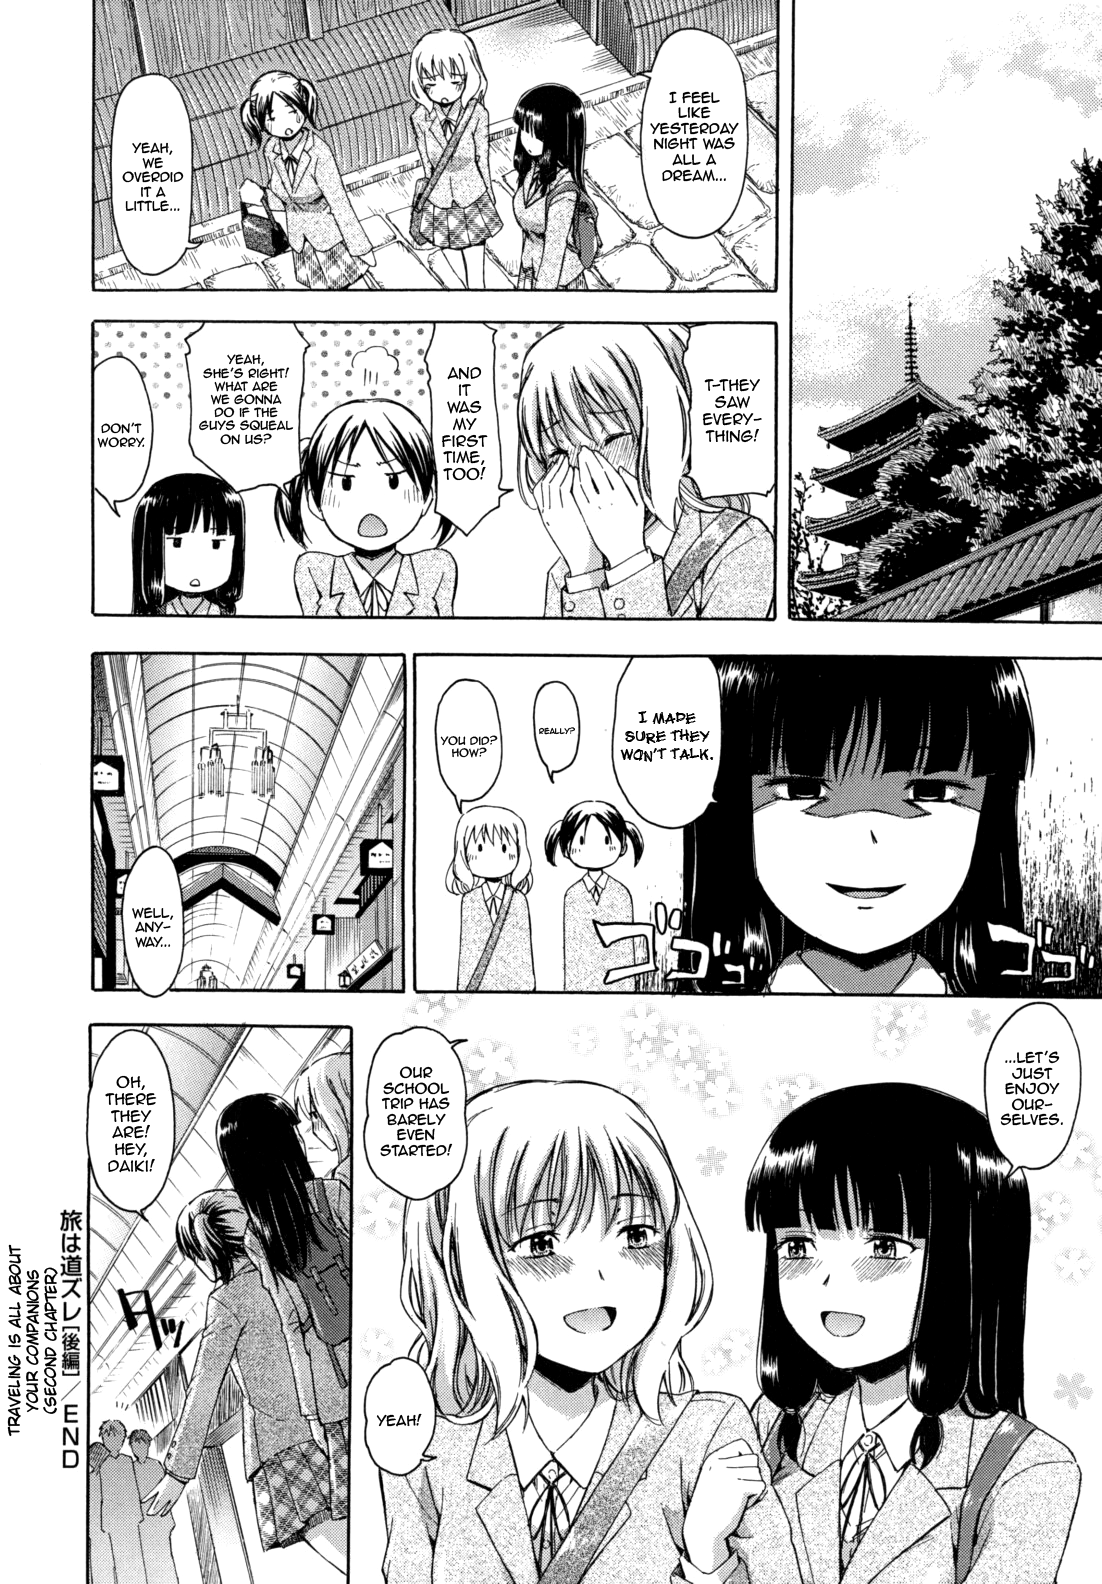 I FEEL
LIKE
YESTERDAY
NIGHT WAS
ALL A
DREAM...
YEAH,
WE
OVERDID
IT A
LITTLE...
T-THEY
SAW
EVERY-
THING!
AND
IT WAS
MY
FIRST
TIME,
TOO!
YEAH,
SHE'S RIGHT!
WHAT ARE
WE GONNA
DO IF THE
GUYS SQUEAL
ON US?
DON'T
WORRY.
I MADE
SURE THEY
WON'T TALK.
REALLY?
YOU DID?
HOW?
ゴゴゴゴゴ
WELL,
ANY-
WAY...
...LET'S
JUST
ENJOY
OUR-
SELVES.
OUR
SCHOOL
TRIP HAS
BARELY
EVEN
STARTED!
YEAH!
OH,
THERE
THEY
ARE!
HEY,
DAIKI!
旅は道ズレ[後編]/END
TRAVELING IS ALL ABOUT
YOUR COMPANIONS
(SECOND CHAPTER)